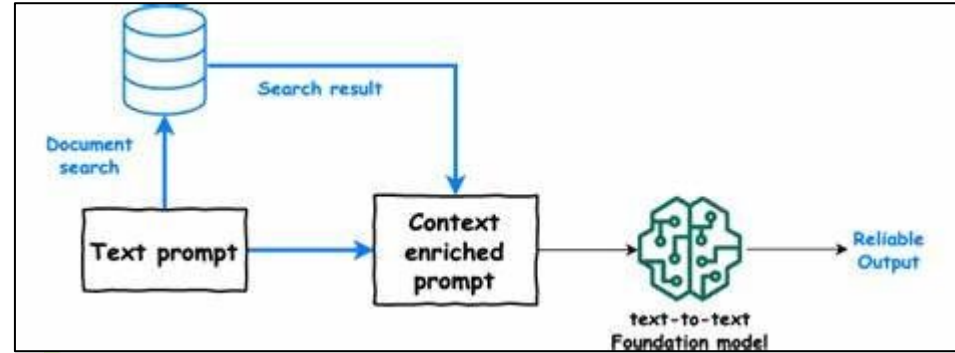 Search result
Document
search
Text prompt
Context
enriched
prompt
Reliable
Output
text-to-text
Foundation model